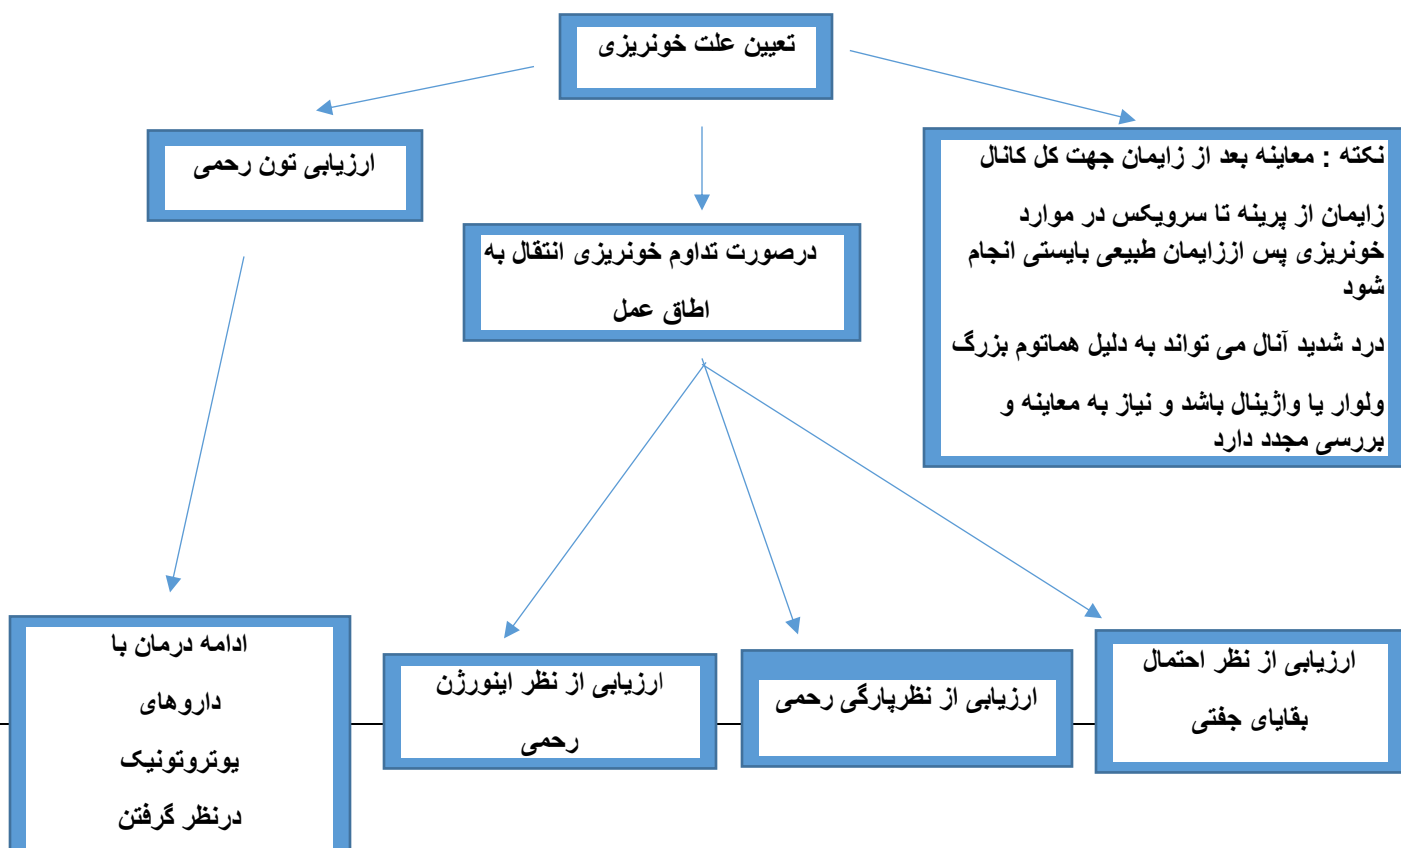 تعیین علت خونریزی
ارزیابی تون رحمی
نکته : معاینه بعد از زایمان جهت کل کانال
زایمان از پرینه تا سرویکس در موارد
خونریزی پس اززایمان طبیعی بایستی انجام
شود
درد شدید آنال می تواند به دلیل هماتوم بزرگ
ولوار یا واژینال باشد و نیاز به معاینه و
بررسی مجدد دارد
درصورت تداوم خونریزی انتقال به
اطاق عمل
ارزیابی از نظر احتمال
بقایای جفتی
ارزیابی از نظرپارگی رحمی
ارزیابی از نظر اینورژن
رحمی
ادامه درمان با
داروهای
یوتروتونیک
درنظر گرفتن